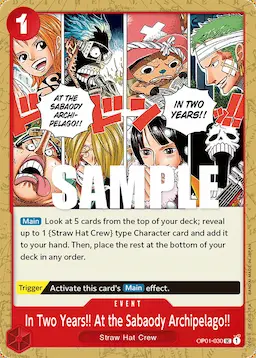 1
AT THE
SABAODY
ARCHI-
PELAGO!!
IN TWO
YEARS!!
SAMPLE
Main Look at 5 cards from the top of your deck; reveal
up to 1 {Straw Hat Crew} type Character card and add it
to your hand. Then, place the rest at the bottom of your
deck in any order.
Trigger Activate this card's Main effect.
EVENT
In Two Years!! At the Sabaody Archipelago!!
Straw Hat Crew
OP01-030